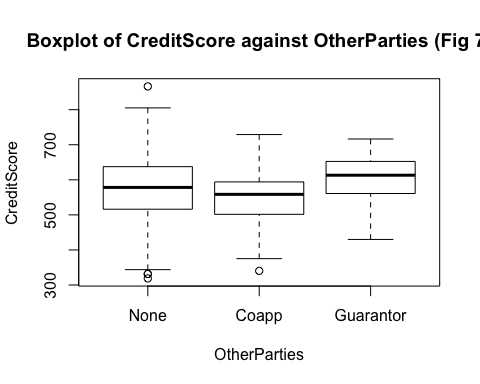 Boxplot of CreditScore against OtherParties (Fig 7
CreditScore
700
500
300
None Coapp Guarantor
OtherParties